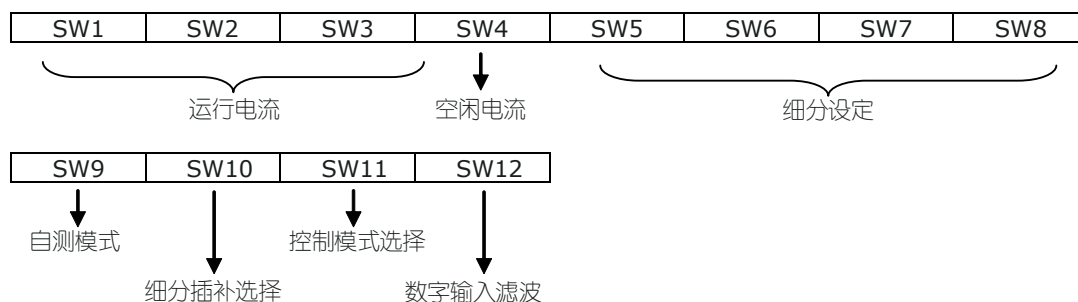 SW1 SW2 SW3 SW4 SW5 SW6 SW7 SW8
运行电流 空闲电流 细分设定
SW9 SW10 SW11 SW12
自测模式 控制模式选择
细分插补选择 数字输入滤波